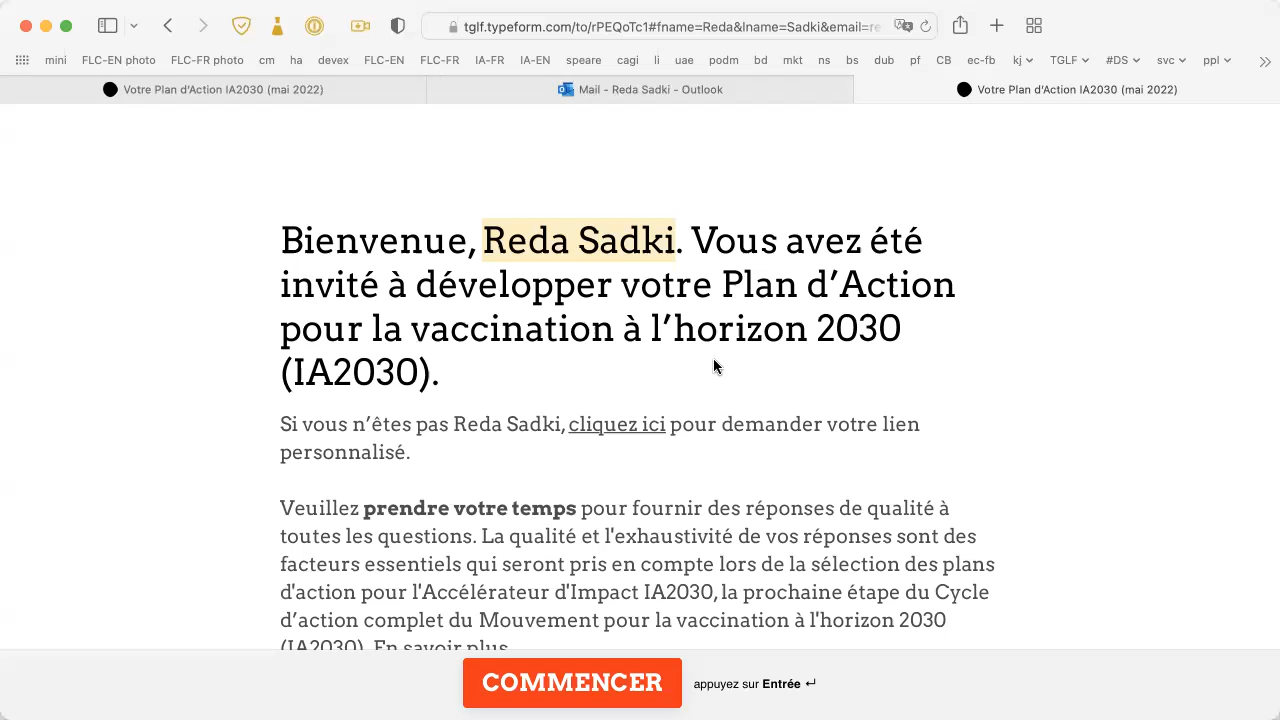 tglf.typeform.com/to/rPEQoTc1#fname=Reda&lname=Sadki&email=re
mini FLC-EN photo FLC-FR photo cm ha devex FLC-EN FLC-FR IA-FR IA-EN speare cagi li uae podm bd mkt ns bs dub pf CB ec-fb kj TGLF #DS svc ppl
Votre Plan d'Action IA2030 (mai 2022) Mail - Reda Sadki - Outlook Votre Plan d'Action IA2030 (mai 2022)
Bienvenue, Reda Sadki. Vous avez été
invité à développer votre Plan d’Action
pour la vaccination à l’horizon 2030
(IA2030).
Si vous n’êtes pas Reda Sadki, cliquez ici pour demander votre lien
personnalisé.
Veuillez prendre votre temps pour fournir des réponses de qualité à
toutes les questions. La qualité et l'exhaustivité de vos réponses sont des
facteurs essentiels qui seront pris en compte lors de la sélection des plans
d'action pour l'Accélérateur d'Impact IA2030, la prochaine étape du Cycle
d’action complet du Mouvement pour la vaccination à l'horizon 2030
(IA2030). En savoir plus
COMMENCER appuyez sur Entrée ↵